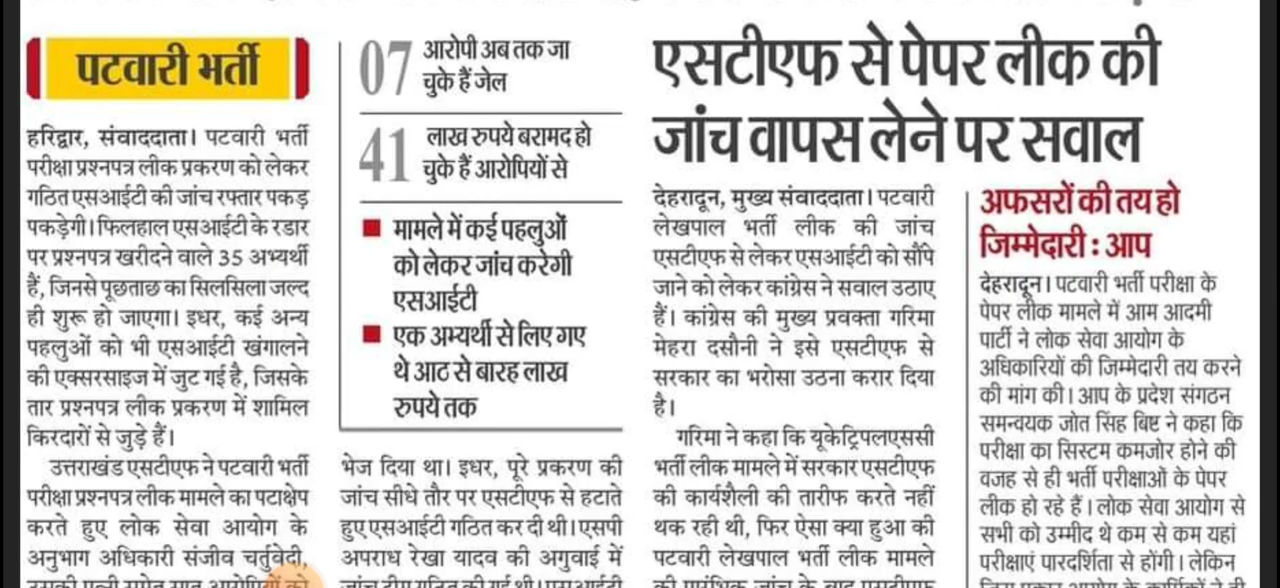 पटवारी भर्ती
हरिद्वार, संवाददाता। पटवारी भर्ती
परीक्षा प्रश्नपत्र लीक प्रकरण को लेकर
गठित एसआईटी की जांच रफ्तार पकड़
पकड़ेगी। फिलहाल एसआईटी के रडार
पर प्रश्नपत्र खरीदने वाले 35 अभ्यर्थी
हैं, जिनसे पूछताछ का सिलसिला जल्द
ही शुरू हो जाएगा। इधर, कई अन्य
पहलुओं को भी एसआईटी खंगालने
की एक्सरसाइज में जुट गई है, जिसके
तार प्रश्नपत्र लीक प्रकरण में शामिल
किरदारों से जुड़े हैं।
उत्तराखंड एसटीएफ ने पटवारी भर्ती
परीक्षा प्रश्नपत्र लीक मामले का पटाक्षेप
करते हुए लोक सेवा आयोग के
अनुभाग अधिकारी संजीव चर्तुवेदी,
07 आरोपी अब तक जा
चुके हैं जेल
41 लाख रुपये बरामद हो
चुके हैं आरोपियों से
मामले में कई पहलुओं
को लेकर जांच करेगी
एसआईटी
एक अभ्यर्थी से लिए गए
थे आठ से बारह लाख
रुपये तक
भेज दिया था। इधर, पूरे प्रकरण की
जांच सीधे तौर पर एसटीएफ से हटाते
हुए एसआईटी गठित कर दी थी। एसपी
अपराध रेखा यादव की अगुवाई में
एसटीएफ से पेपर लीक की
जांच वापस लेने पर सवाल
देहरादून, मुख्य संवाददाता। पटवारी
लेखपाल भर्ती लीक की जांच
एसटीएफ से लेकर एसआईटी को सौंपे
जाने को लेकर कांग्रेस ने सवाल उठाए
हैं। कांग्रेस की मुख्य प्रवक्ता गरिमा
मेहरा दसौनी ने इसे एसटीएफ से
सरकार का भरोसा उठना करार दिया
है।
गरिमा ने कहा कि यूकेट्रिपलएससी
भर्ती लीक मामले में सरकार एसटीएफ
की कार्यशैली की तारीफ करते नहीं
थक रही थी, फिर ऐसा क्या हुआ की
पटवारी लेखपाल भर्ती लीक मामले
अफसरों की तय हो
जिम्मेदारी : आप
देहरादून। पटवारी भर्ती परीक्षा के
पेपर लीक मामले में आम आदमी
पार्टी ने लोक सेवा आयोग के
अधिकारियों की जिम्मेदारी तय करने
की मांग की। आप के प्रदेश संगठन
समन्वयक जोत सिंह बिष्ट ने कहा कि
परीक्षा का सिस्टम कमजोर होने की
वजह से ही भर्ती परीक्षाओं के पेपर
लीक हो रहे हैं। लोक सेवा आयोग से
सभी को उम्मीद थे कम से कम यहां
परीक्षाएं पारदर्शिता से होंगी। लेकिन